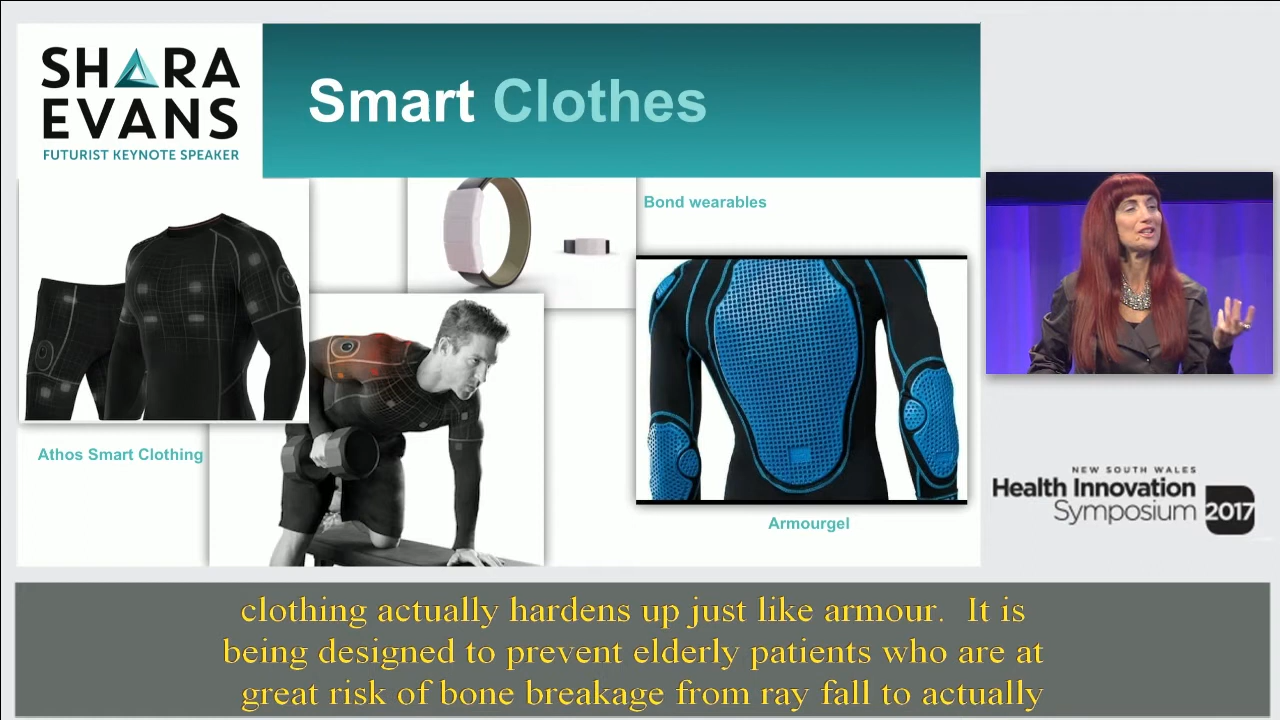 SHARA
EVANS
FUTURIST KEYNOTE SPEAKER
Smart Clothes
Bond wearables
Athos Smart Clothing
Armourgel
NEW SOUTH WALES
Health Innovation
Symposium 2017
clothing actually hardens up just like armour. It is
being designed to prevent elderly patients who are at
great risk of bone breakage from ray fall to actually